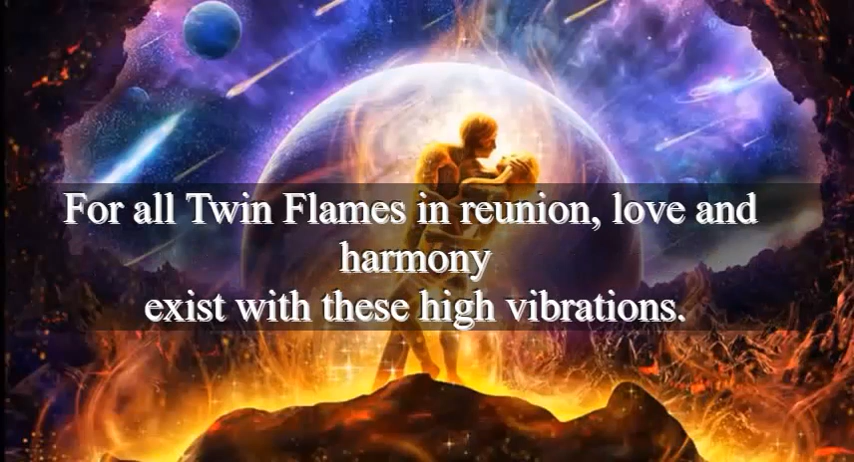 For all Twin Flames in reunion, love and
harmony
exist with these high vibrations.